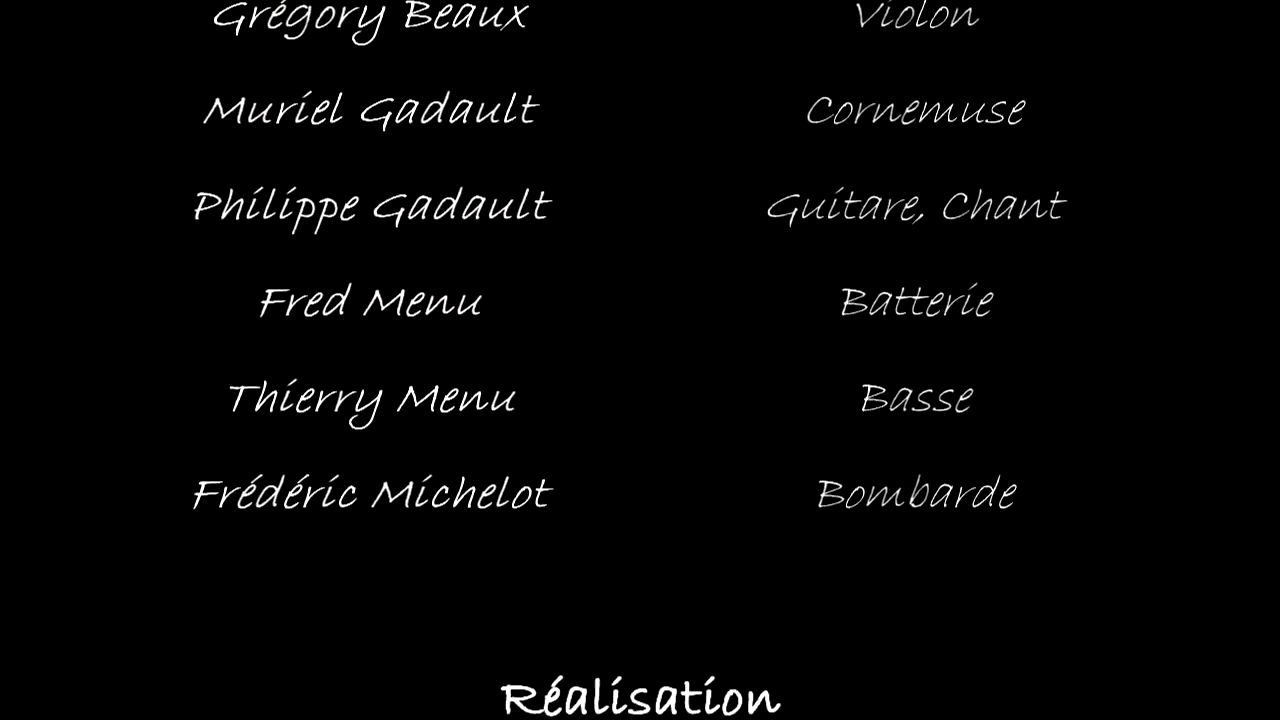 Grégory Beaux Violon
Muriel Gadault Cornemuse
Philippe Gadault Guitare, Chant
Fred Menu Batterie
Thierry Menu Basse
Frédéric Michelot Bombarde
Réalisation